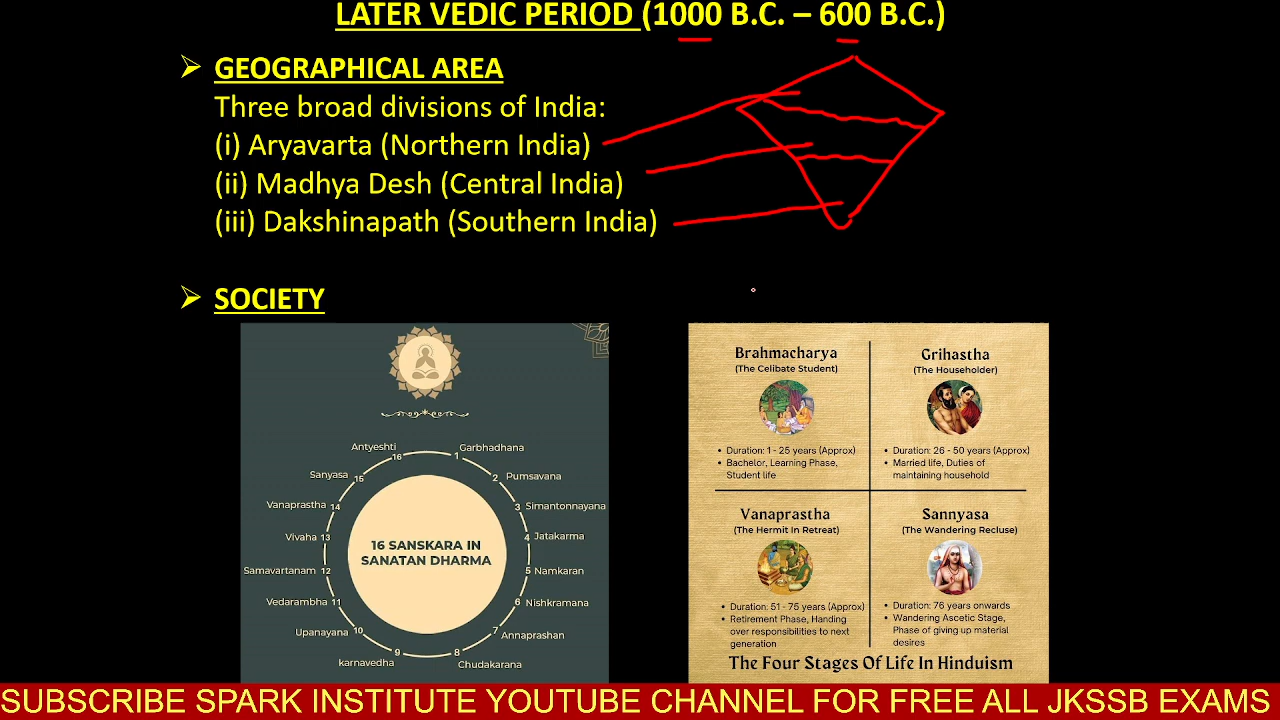 LATER VEDIC PERIOD (1000 B.C. – 600 B.C.)
➢ GEOGRAPHICAL AREA
Three broad divisions of India:
(i) Aryavarta (Northern India)
(ii) Madhya Desh (Central India)
(iii) Dakshinapath (Southern India)
➢ SOCIETY
Antyeshti 16
Garbhadhana 1
2 Pumsavana
3 Simantonnayana
4 Jatakarma
5 Namkaran
6 Nishkramana
7 Annaprashan
8 Chudakarana
9 karnavedha
Upanayana 10
Vedarambha 11
Samavartanam 12
Vivaha 13
Vanaprastha 14
Sanyasa 15
16 SANSKARA IN
SANATAN DHARMA
Brahmacharya
(The Celibate Student)
• Duration: 1 - 25 years (Approx)
• Bachelor, Learning Phase,
Student life
Grihastha
(The Householder)
• Duration: 26 - 50 years (Approx)
• Married life, Duties of
maintaining household
Vanaprastha
(The Hermit In Retreat)
• Duration: 51 - 75 years (Approx)
• Retirement Phase, Handing
over responsibilities to next
generation
Sannyasa
(The Wandering Recluse)
• Duration: 76 years onwards
• Wandering Ascetic Stage,
Phase of giving up material
desires
The Four Stages Of Life In Hinduism
SUBSCRIBE SPARK INSTITUTE YOUTUBE CHANNEL FOR FREE ALL JKSSB EXAMS